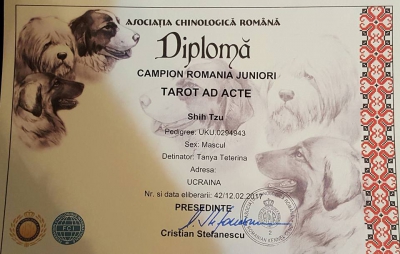 ASOCIAȚIA CHINOLOGICĂ ROMÂNĂ
Diplomă
CAMPION ROMANIA JUNIORI
TAROT AD ACTE
Shih Tzu
Pedigree: UKU.0294943
Sex: Mascul
Detinator: Tanya Teterina
Adresa:
UCRAINA
Nr. si data eliberarii: 42/12.02.2017
PRESEDINTE
Cristian Stefanescu
FCI